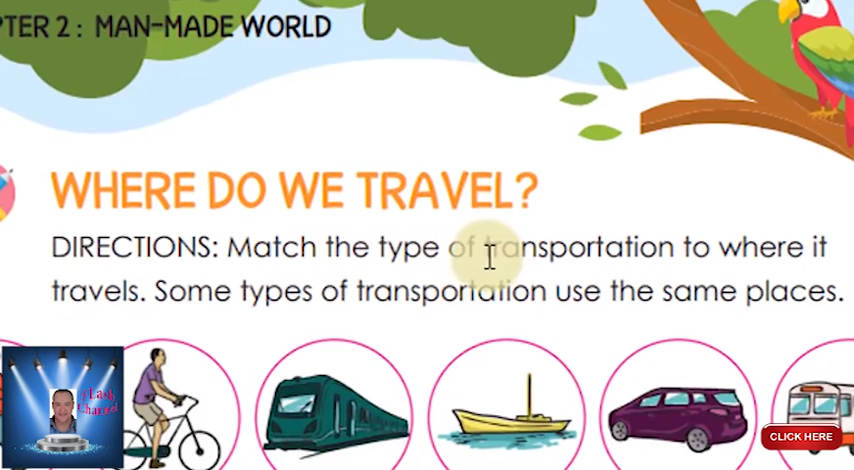 PTER 2 : MAN-MADE WORLD
WHERE DO WE TRAVEL?
DIRECTIONS: Match the type of transportation to where it
travels. Some types of transportation use the same places.
CLICK HERE